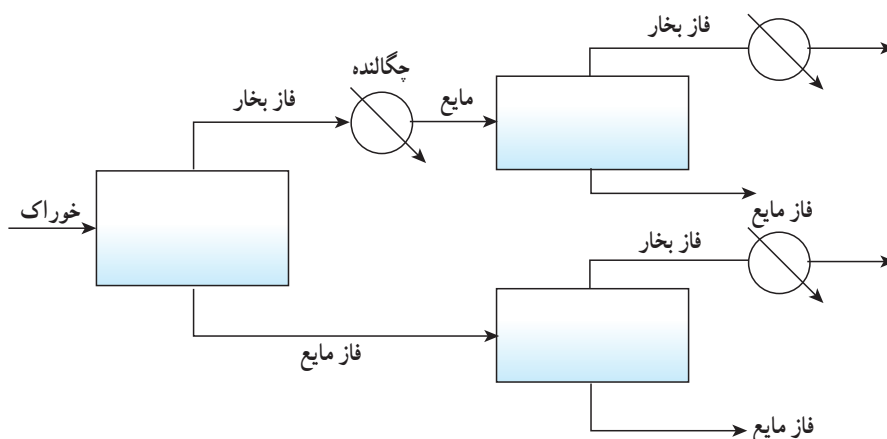 فاز بخار
چگالنده
فاز بخار
مایع
خوراک
فاز مایع
فاز بخار
فاز مایع
فاز مایع